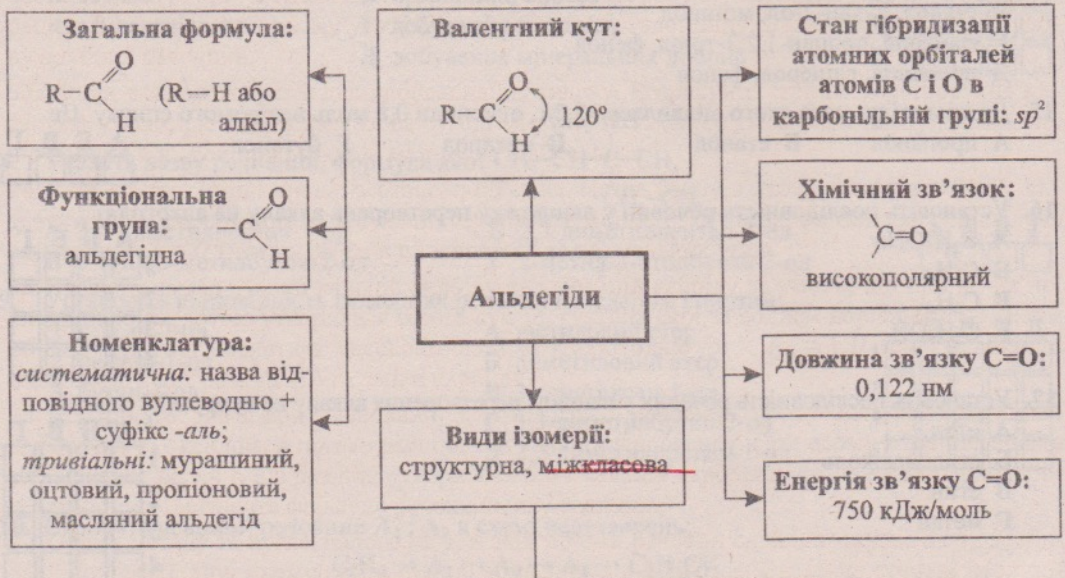 Загальна формула:
O
R–C (R–H або
H алкіл)
Функціональна
група:
альдегідна
O
–C
H
Номенклатура:
систематична: назва від-
повідного вуглеводню +
суфікс -аль;
тривіальні: мурашиний,
оцтовий, пропіоновий,
масляний альдегід
Валентний кут:
O
R–C 120º
H
Альдегіди
Види ізомерії:
структурна, міжкласова
Стан гібридизації
атомних орбіталей
атомів C і O в
карбонільній групі: sp²
Хімічний зв’язок:
C=O
високополярний
Довжина зв’язку C=O:
0,122 нм
Енергія зв’язку C=O:
750 кДж/моль